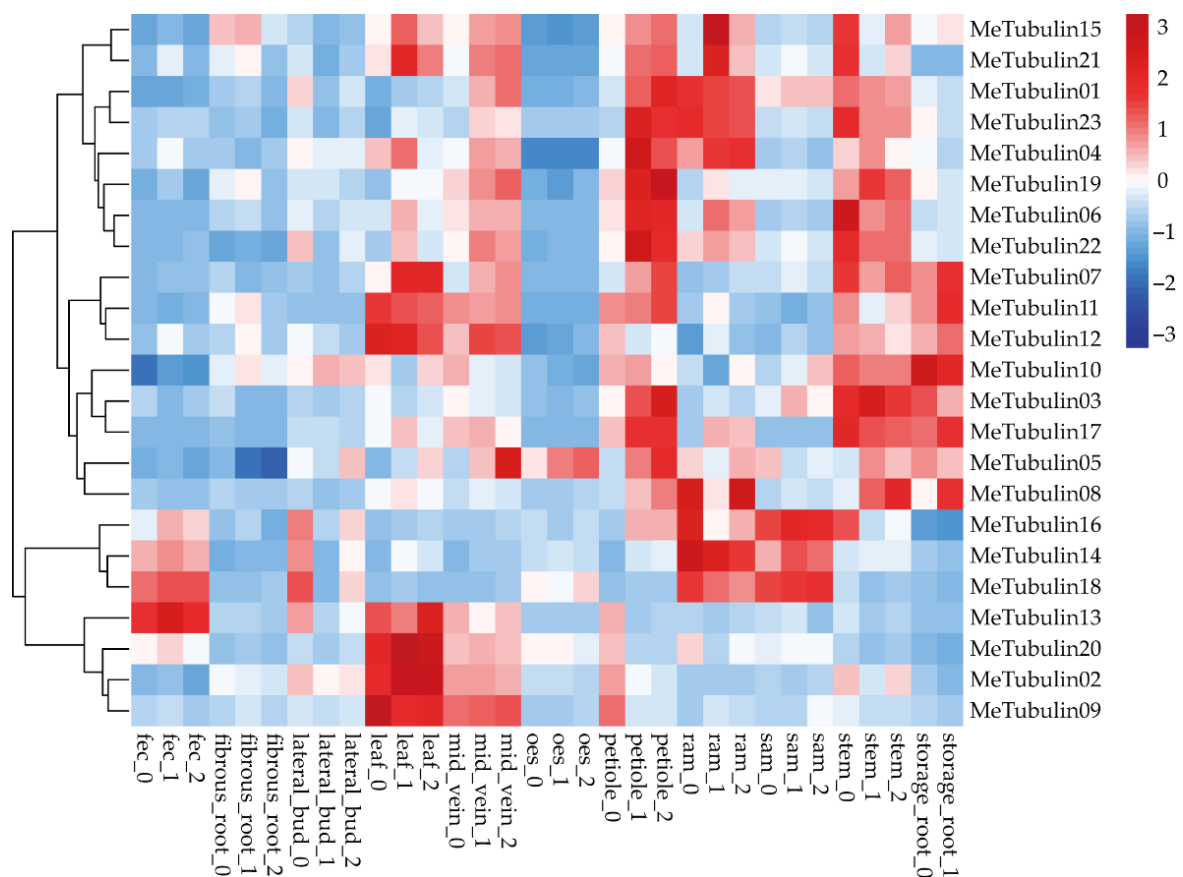 MeTubulin15
MeTubulin21
MeTubulin01
MeTubulin23
MeTubulin04
MeTubulin19
MeTubulin06
MeTubulin22
MeTubulin07
MeTubulin11
MeTubulin12
MeTubulin10
MeTubulin03
MeTubulin17
MeTubulin05
MeTubulin08
MeTubulin16
MeTubulin14
MeTubulin18
MeTubulin13
MeTubulin20
MeTubulin02
MeTubulin09
3
2
1
0
−1
−2
−3
fec_0
fec_1
fec_2
fibrous_root_0
fibrous_root_1
fibrous_root_2
lateral_bud_0
lateral_bud_1
lateral_bud_2
leaf_0
leaf_1
leaf_2
mid_vein_0
mid_vein_1
mid_vein_2
oes_0
oes_1
oes_2
petiole_0
petiole_1
petiole_2
ram_0
ram_1
ram_2
sam_0
sam_1
sam_2
stem_0
stem_1
stem_2
storage_root_0
storage_root_1